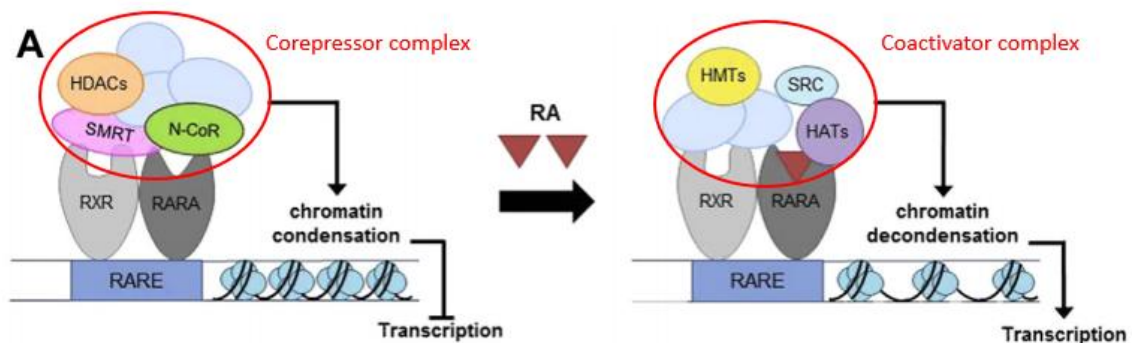 A
Corepressor complex
HDACs
SMRT
N-CoR
RXR
RARA
chromatin
condensation
RARE
Transcription
RA
Coactivator complex
HMTs
SRC
HATs
RXR
RARA
chromatin
decondensation
RARE
Transcription